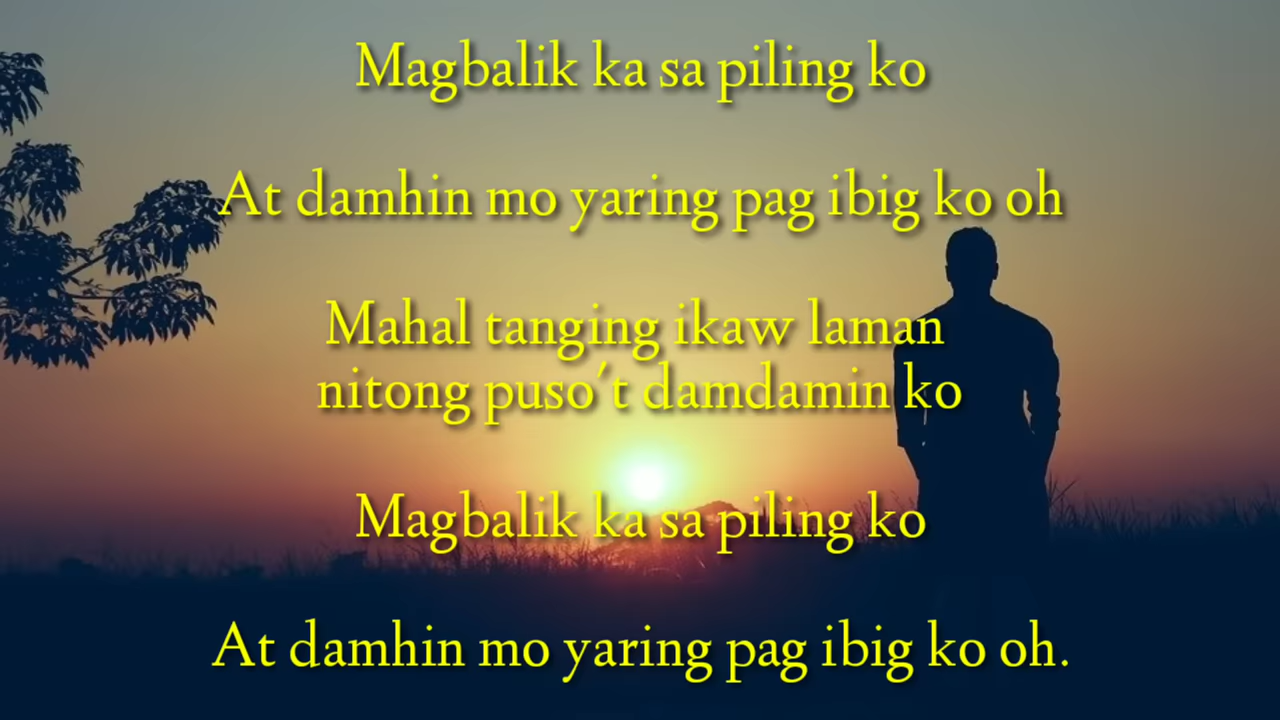 Magbalik ka sa piling ko
At damhin mo yaring pag ibig ko oh
Mahal tanging ikaw laman
nitong puso´t damdamin ko
Magbalik ka sa piling ko
At damhin mo yaring pag ibig ko oh.